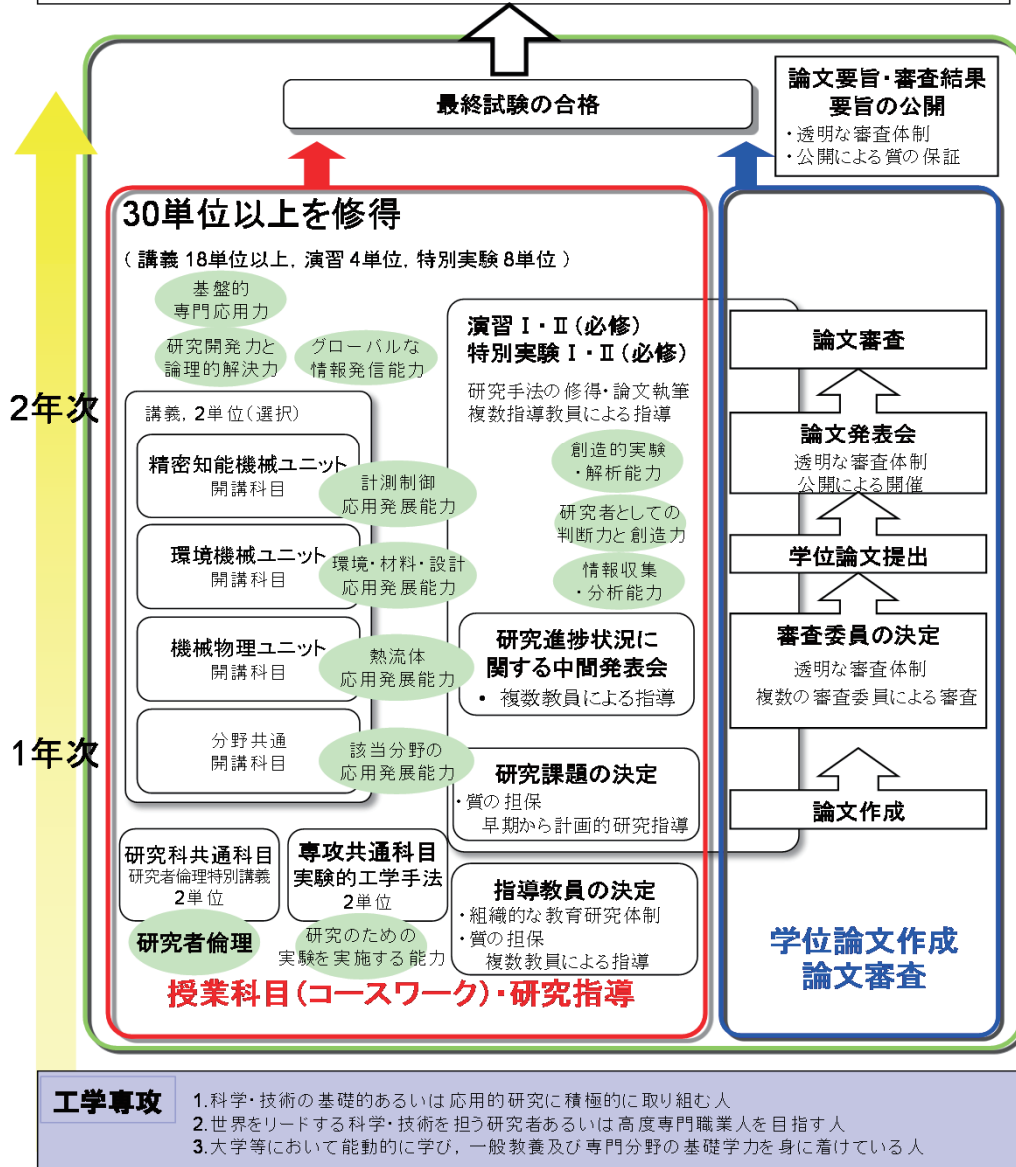 最終試験の合格
論文要旨・審査結果
要旨の公開
・透明な審査体制
・公開による質の保証
30単位以上を修得
（ 講義 18単位以上, 演習 4単位, 特別実験 8単位 ）
基盤的
専門応用力
研究開発力と
論理的解決力
グローバルな
情報発信能力
2年次
講義, 2単位(選択)
精密知能機械ユニット
開講科目
計測制御
応用発展能力
環境機械ユニット
開講科目
環境・材料・設計
応用発展能力
機械物理ユニット
開講科目
熱流体
応用発展能力
1年次
分野共通
開講科目
該当分野の
応用発展能力
研究科共通科目
研究者倫理特別講義
2単位
研究者倫理
専攻共通科目
実験的工学手法
2単位
研究のための
実験を実施する能力
演習 I・II (必修)
特別実験 I・II (必修)
研究手法の修得・論文執筆
複数指導教員による指導
創造的実験
・解析能力
研究者としての
判断力と創造力
情報収集
・分析能力
研究進捗状況に
関する中間発表会
• 複数教員による指導
研究課題の決定
・質の担保
早期から計画的研究指導
指導教員の決定
・組織的な教育研究体制
・質の担保
複数教員による指導
授業科目(コースワーク)・研究指導
論文審査
論文発表会
透明な審査体制
公開による開催
学位論文提出
審査委員の決定
透明な審査体制
複数の審査委員による審査
論文作成
学位論文作成
論文審査
工学専攻
1.科学・技術の基礎的あるいは応用的研究に積極的に取り組む人
2.世界をリードする科学・技術を担う研究者あるいは高度専門職業人を目指す人
3.大学等において能動的に学び, 一般教養及び専門分野の基礎学力を身に着けている人